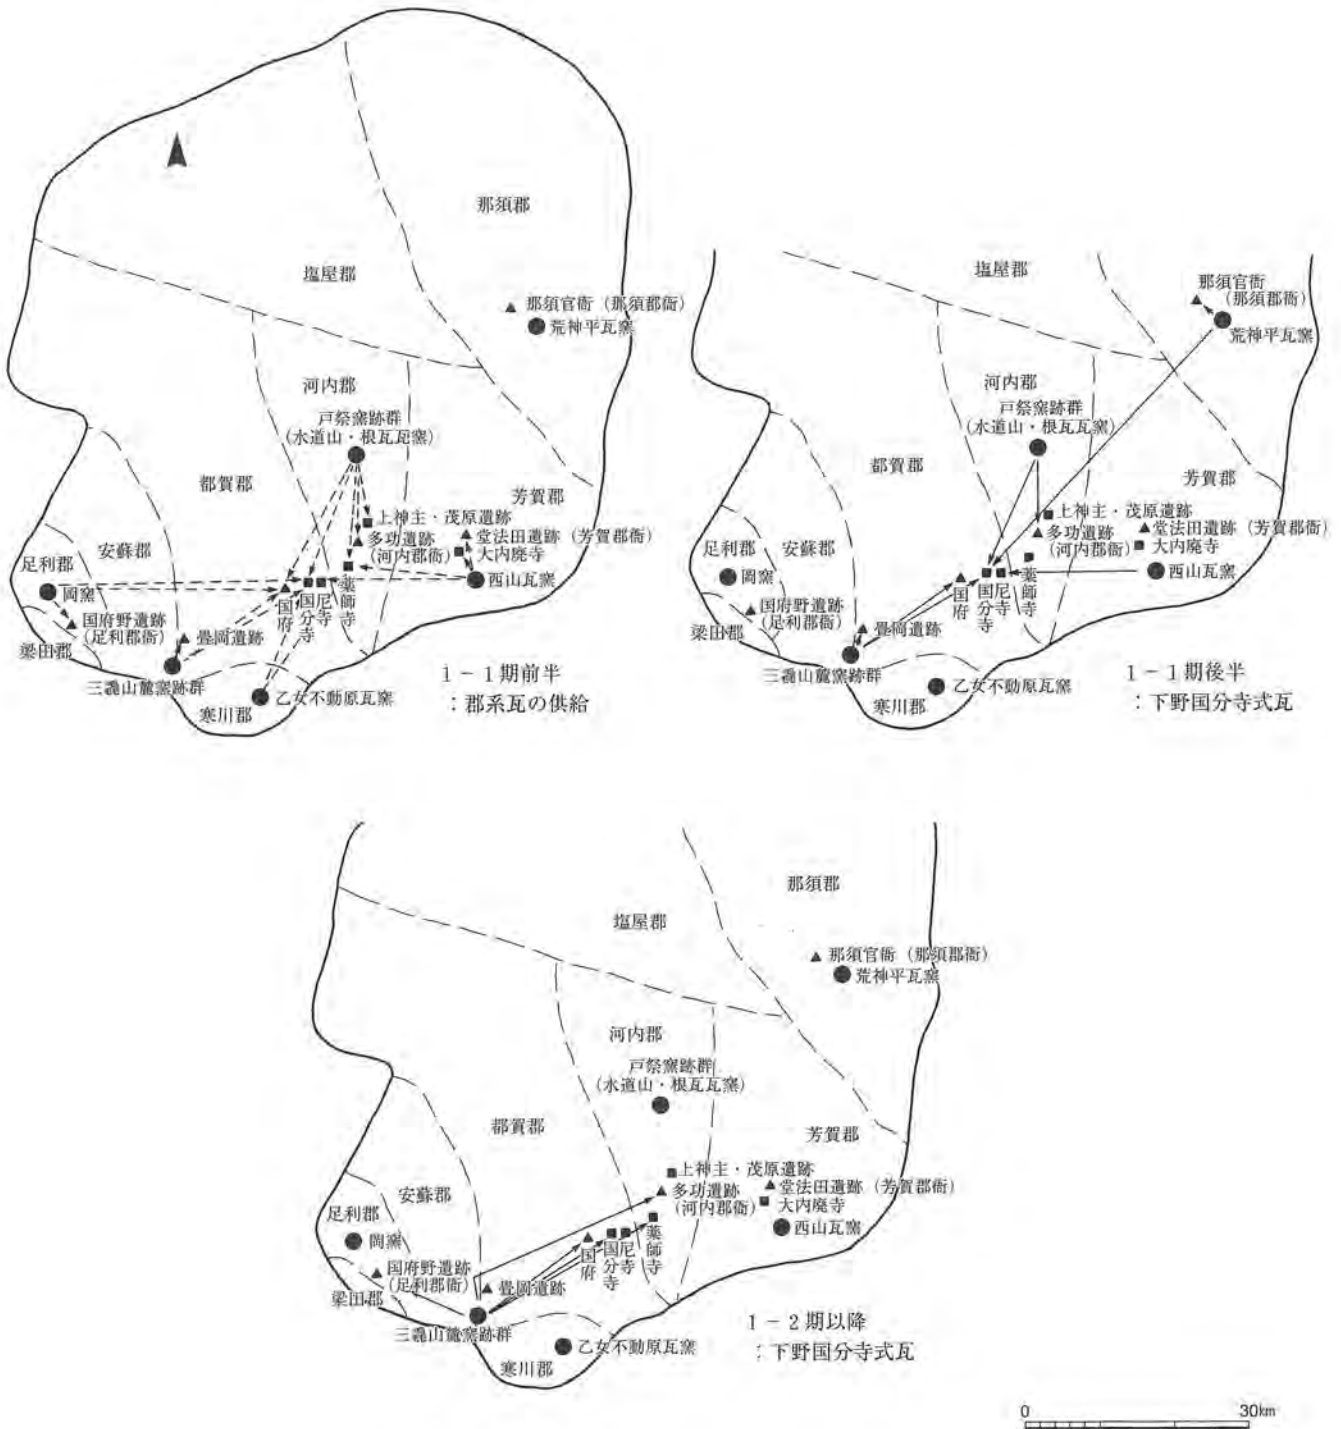 那須郡
塩屋郡
▲ 那須官衙（那須郡衙）
● 荒神平瓦窯
河内郡
戸祭窯跡群
（水道山・根瓦瓦窯）
都賀郡
芳賀郡
上神主・茂原遺跡
多功遺跡
（河内郡衙）
堂法田遺跡（芳賀郡衙）
大内廃寺
西山瓦窯
薬師寺
尼寺
国分寺
国府
足利郡
安蘇郡
岡窯
国府野遺跡
（足利郡衙）
梁田郡
畳岡遺跡
三毳山麓窯跡群
乙女不動原瓦窯
寒川郡
1－1期前半
：郡系瓦の供給
塩屋郡
那須官衙
（那須郡衙）
荒神平瓦窯
河内郡
戸祭窯跡群
（水道山・根瓦瓦窯）
都賀郡
芳賀郡
上神主・茂原遺跡
多功遺跡
（河内郡衙）
堂法田遺跡（芳賀郡衙）
大内廃寺
西山瓦窯
薬師寺
尼寺
国分寺
国府
足利郡
安蘇郡
岡窯
国府野遺跡
（足利郡衙）
梁田郡
畳岡遺跡
三毳山麓窯跡群
乙女不動原瓦窯
寒川郡
1－1期後半
：下野国分寺式瓦
那須郡
塩屋郡
那須官衙（那須郡衙）
荒神平瓦窯
河内郡
戸祭窯跡群
（水道山・根瓦瓦窯）
都賀郡
芳賀郡
上神主・茂原遺跡
多功遺跡
（河内郡衙）
堂法田遺跡（芳賀郡衙）
大内廃寺
西山瓦窯
薬師寺
尼寺
国分寺
国府
安蘇郡
足利郡
岡窯
国府野遺跡
（足利郡衙）
梁田郡
畳岡遺跡
三毳山麓窯跡群
乙女不動原瓦窯
寒川郡
1－2期以降
：下野国分寺式瓦
0 30km